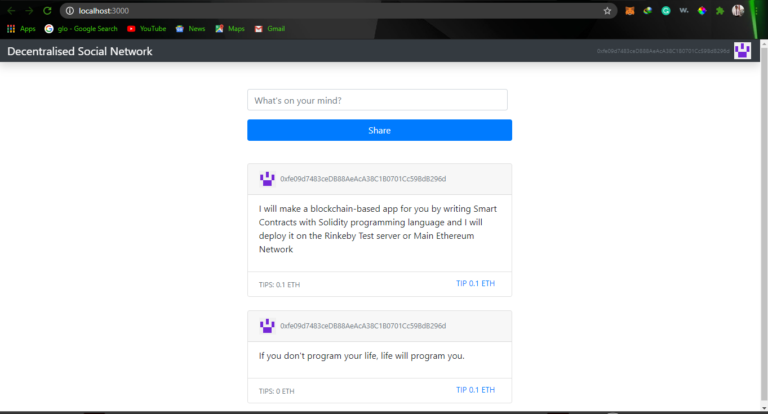 localhost:3000
Apps
glo - Google Search
YouTube
News
Maps
Gmail
Decentralised Social Network
0xfe09d7483ceDB88AeAcA38C1B0701Cc598dB296d
What's on your mind?
Share
0xfe09d7483ceDB88AeAcA38C1B0701Cc598dB296d
I will make a blockchain-based app for you by writing Smart
Contracts with Solidity programming language and I will
deploy it on the Rinkeby Test server or Main Ethereum
Network
TIPS: 0.1 ETH
TIP 0.1 ETH
0xfe09d7483ceDB88AeAcA38C1B0701Cc598dB296d
If you don't program your life, life will program you.
TIPS: 0 ETH
TIP 0.1 ETH